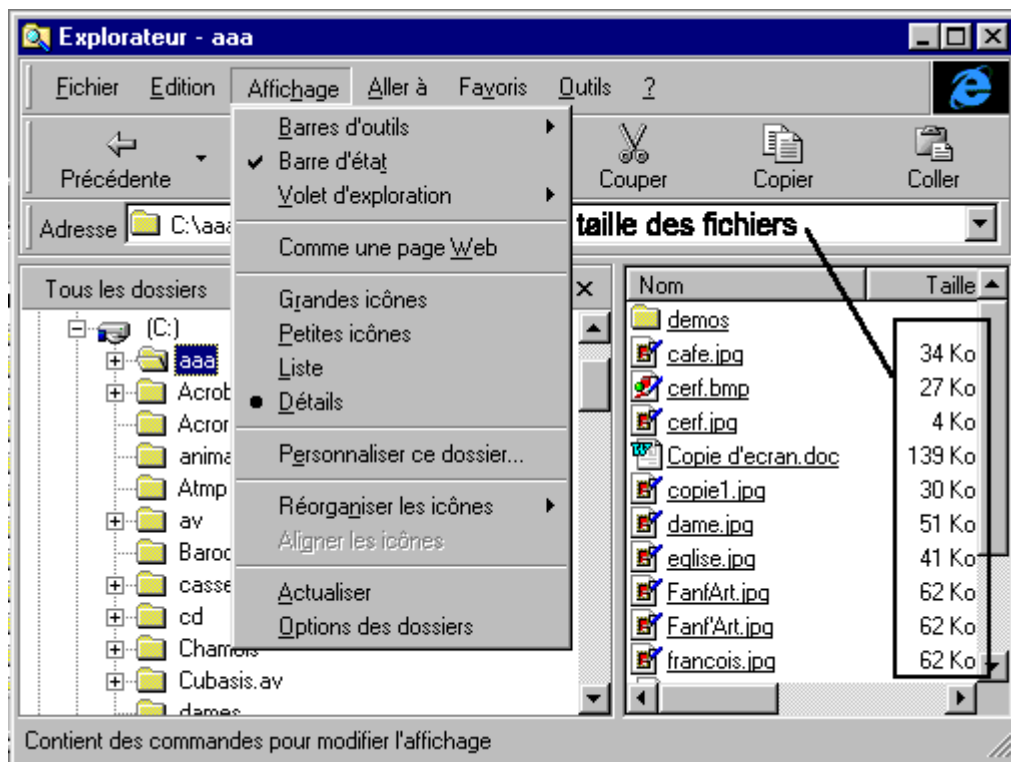 Explorateur - aaa
Fichier Edition Affichage Aller à Favoris Outils ?
Précédente Couper Copier Coller
Adresse C:\aaa
taille des fichiers
Barres d'outils
Barre d'état
Volet d'exploration
Comme une page Web
Grandes icônes
Petites icônes
Liste
Détails
Personnaliser ce dossier...
Réorganiser les icônes
Aligner les icônes
Actualiser
Options des dossiers
Tous les dossiers
(C:)
aaa
Acrob
Acror
anima
Atmp
av
Baroc
casse
cd
Chamois
Cubasis.av
dames
Nom Taille
demos
cafe.jpg 34 Ko
cerf.bmp 27 Ko
cerf.jpg 4 Ko
Copie d'ecran.doc 139 Ko
copie1.jpg 30 Ko
dame.jpg 51 Ko
eglise.jpg 41 Ko
FanfArt.jpg 62 Ko
Fanf'Art.jpg 62 Ko
francois.jpg 62 Ko
Contient des commandes pour modifier l'affichage